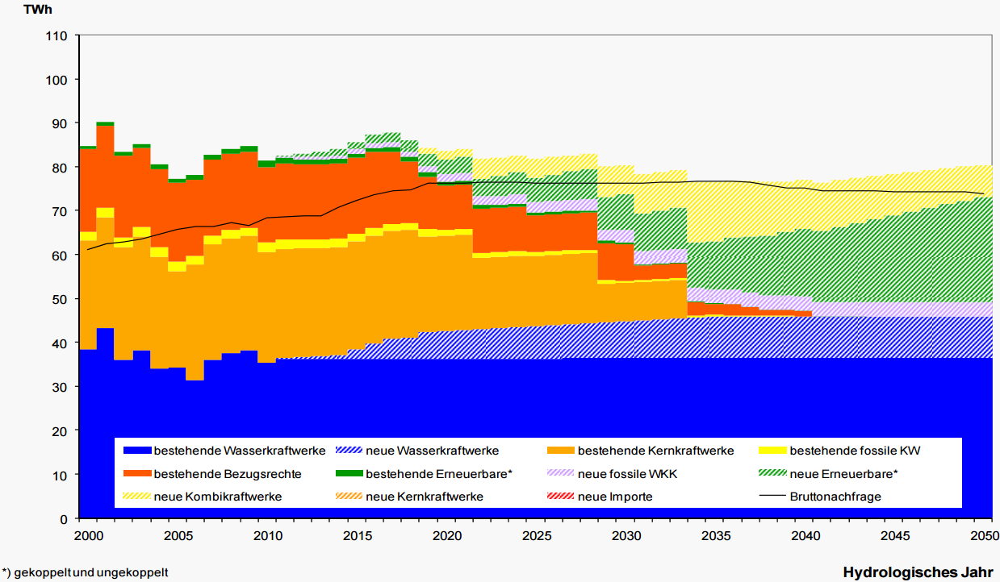 TWh
110
100
90
80
70
60
50
40
30
20
10
0
bestehende Wasserkraftwerke neue Wasserkraftwerke bestehende Kernkraftwerke bestehende fossile KW
bestehende Bezugsrechte bestehende Erneuerbare* neue fossile WKK neue Erneuerbare*
neue Kombikraftwerke neue Kernkraftwerke neue Importe Bruttonachfrage
2000 2005 2010 2015 2020 2025 2030 2035 2040 2045 2050
*) gekoppelt und ungekoppelt
Hydrologisches Jahr